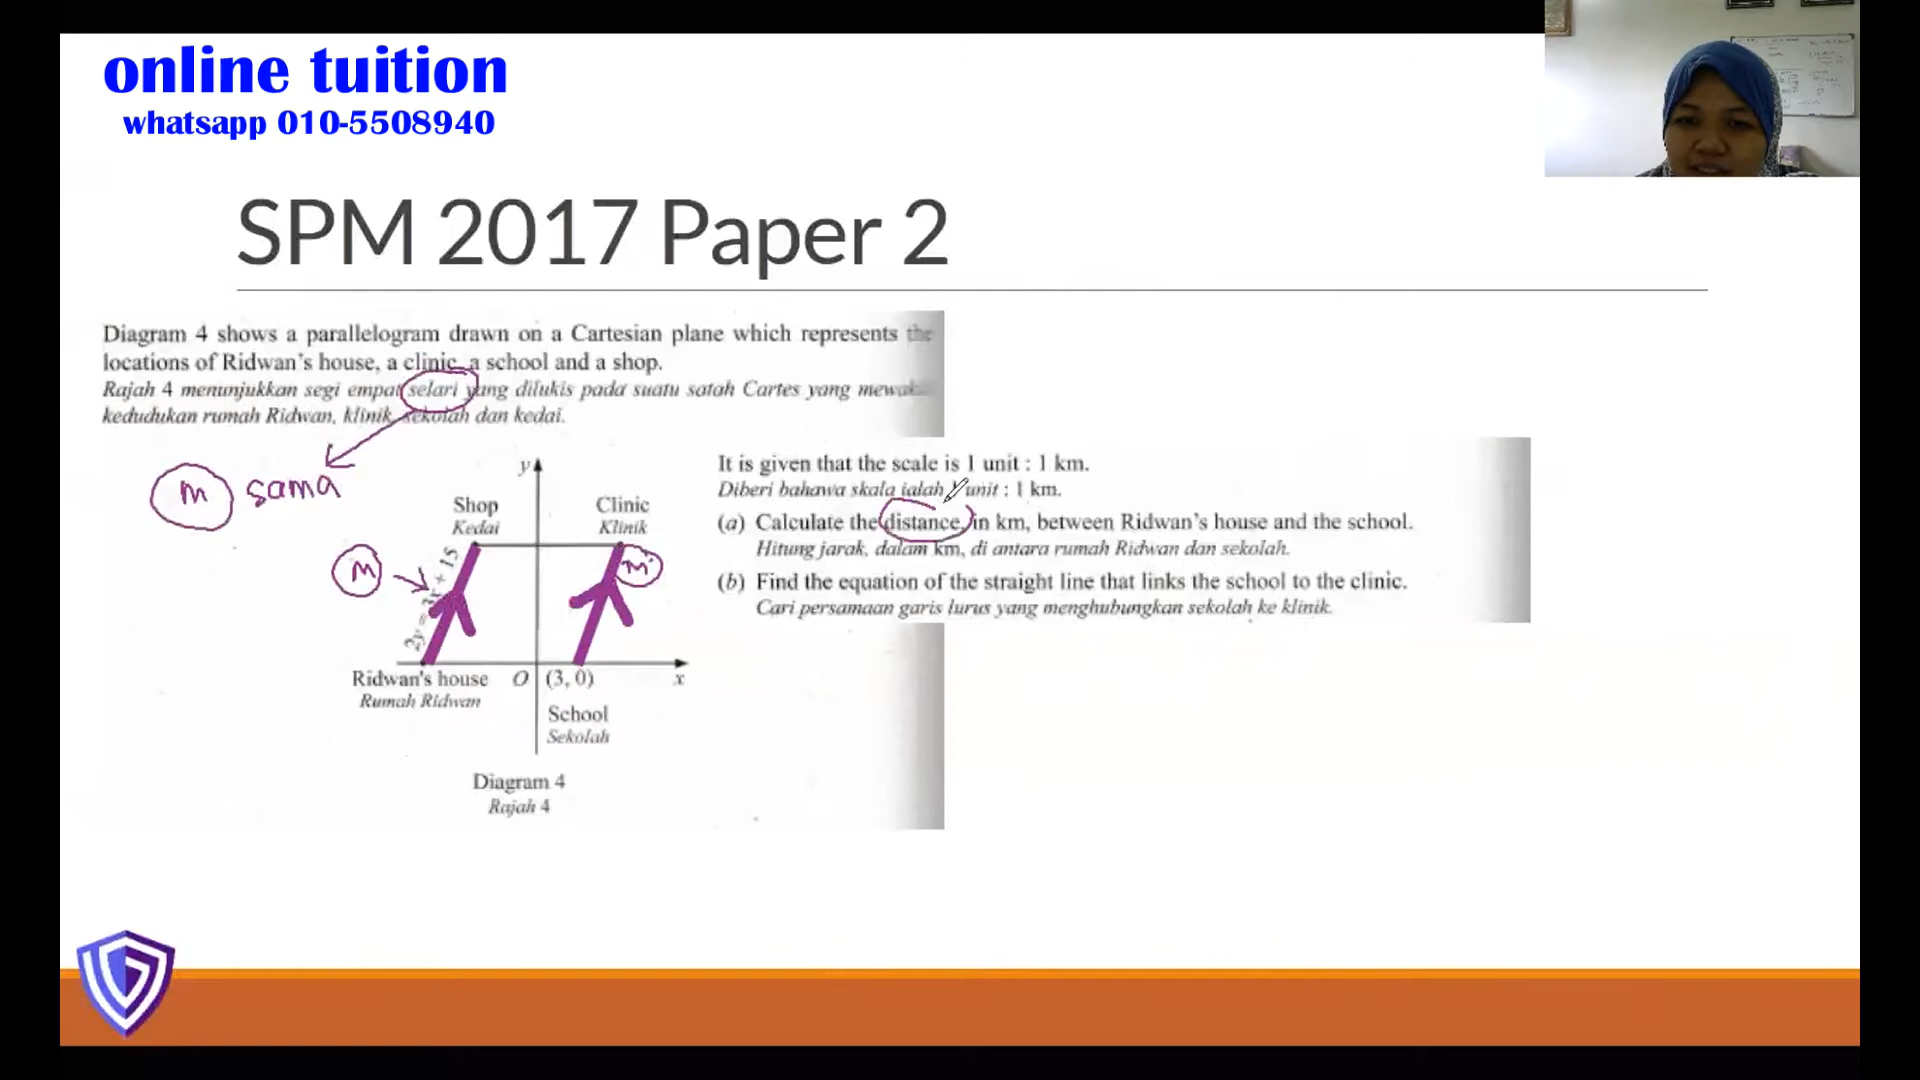 online tuition
whatsapp 010-5508940
SPM 2017 Paper 2
Diagram 4 shows a parallelogram drawn on a Cartesian plane which represents the
locations of Ridwan's house, a clinic, a school and a shop.
Rajah 4 menunjukkan segi empat selari yang dilukis pada suatu satah Cartes yang
kedudukan rumah Ridwan, klinik, sekolah dan kedai.
m sama
y
Shop
Kedai
Clinic
Klinik
m
m
2y = 3x + 15
Ridwan's house
Rumah Ridwan
O
(3, 0)
x
School
Sekolah
Diagram 4
Rajah 4
It is given that the scale is 1 unit : 1 km.
Diberi bahawa skala ialah 1 unit : 1 km.
(a) Calculate the distance, in km, between Ridwan's house and the school.
Hitung jarak, dalam km, di antara rumah Ridwan dan sekolah.
(b) Find the equation of the straight line that links the school to the clinic.
Cari persamaan garis lurus yang menghubungkan sekolah ke klinik.